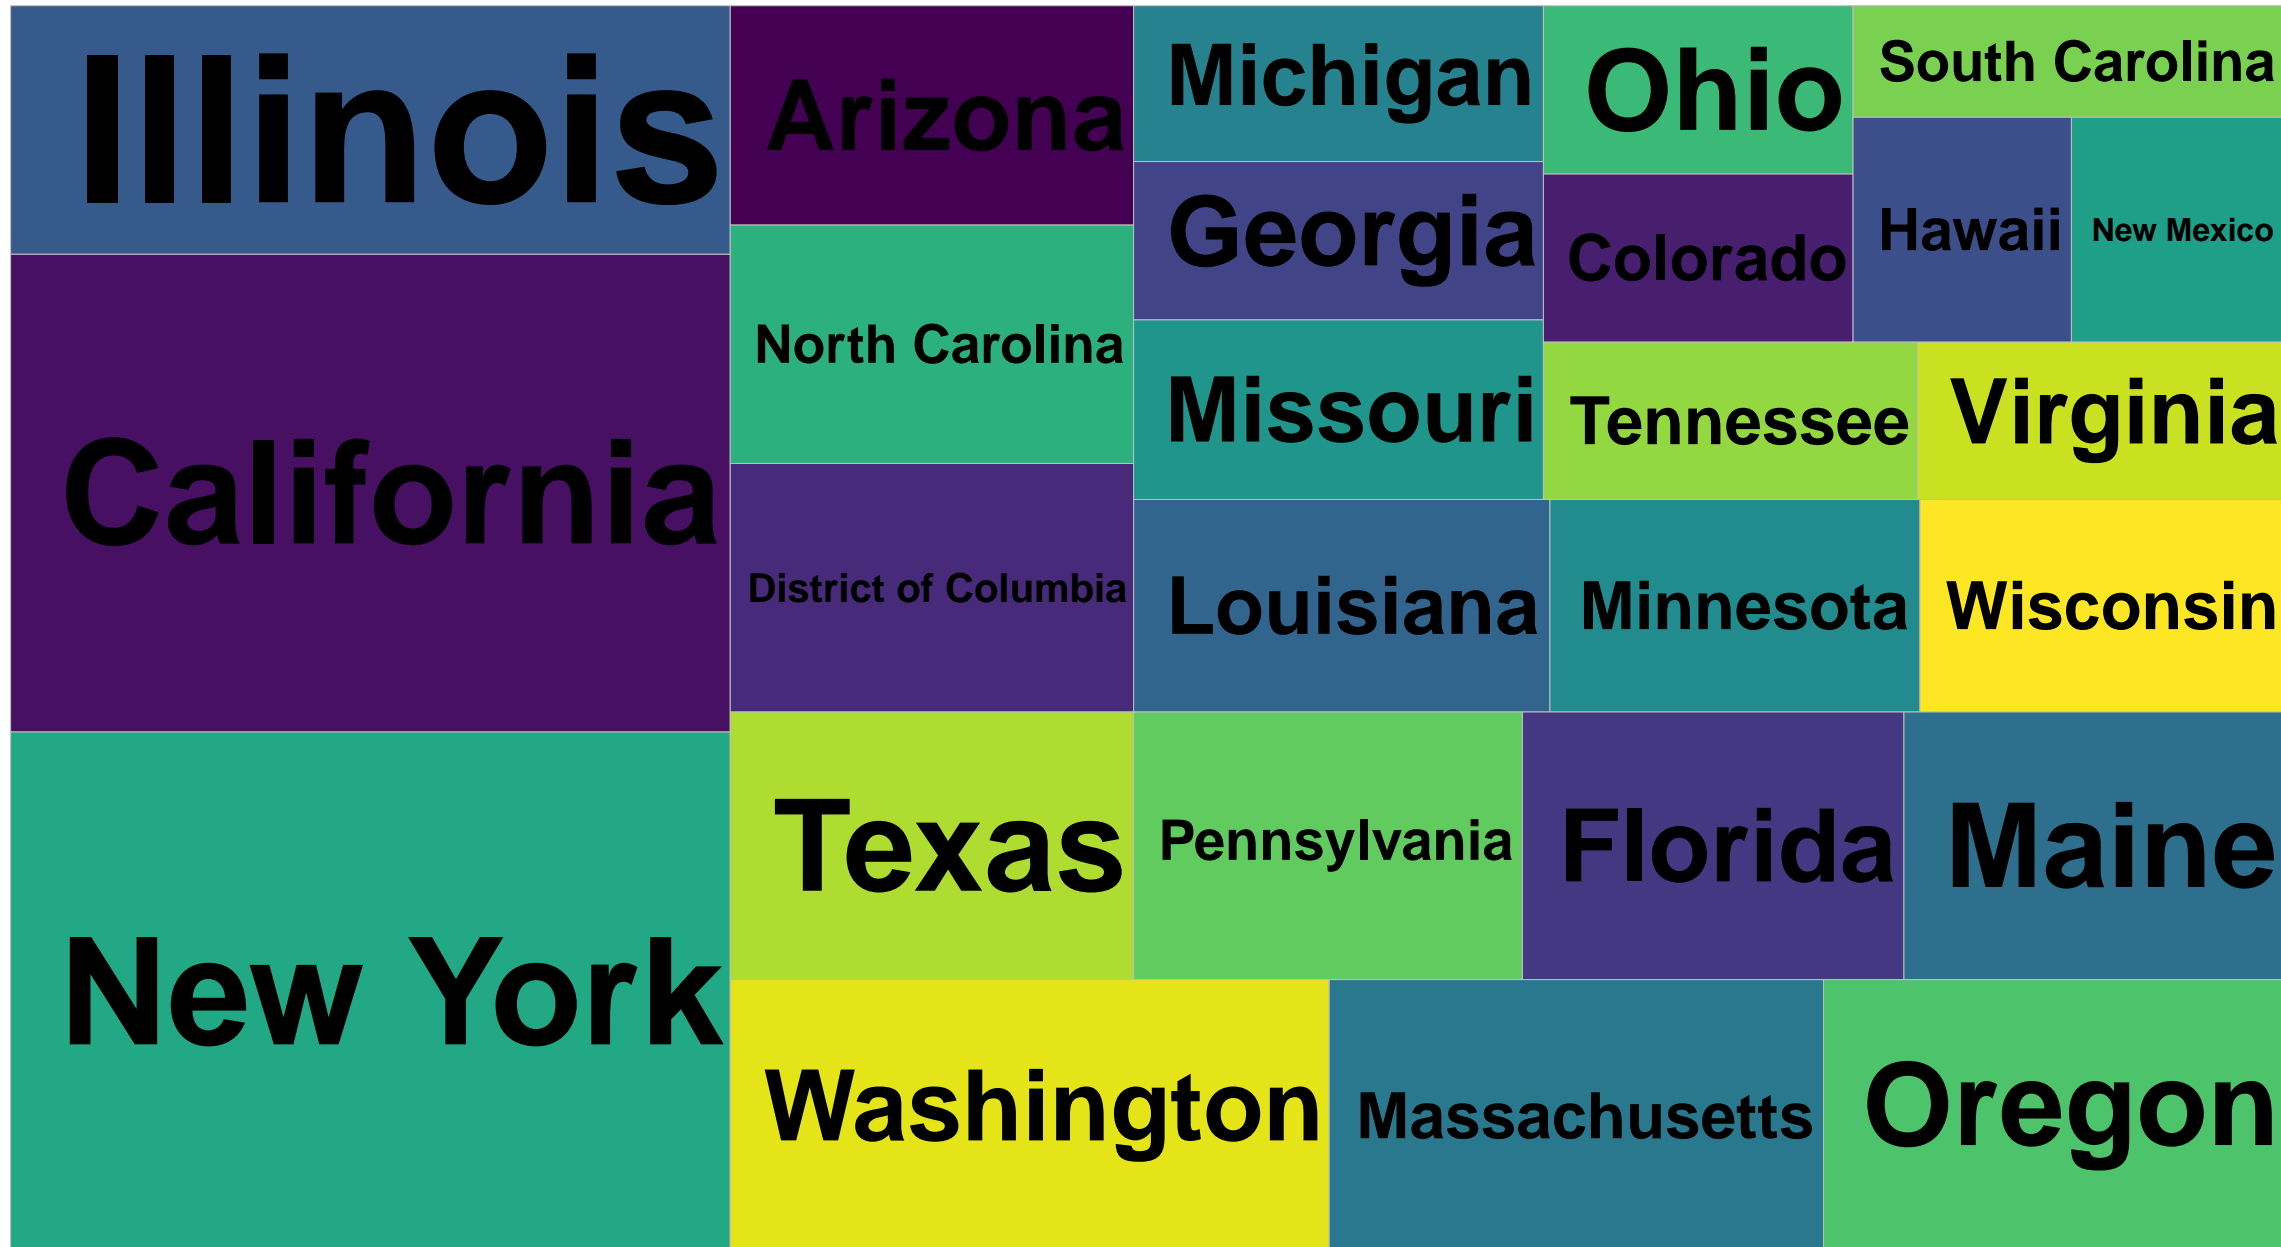 Illinois
California
New York
Arizona
North Carolina
District of Columbia
Texas
Washington
Michigan
Georgia
Missouri
Louisiana
Pennsylvania
Massachusetts
Ohio
Colorado
Tennessee
Minnesota
Florida
South Carolina
Hawaii
New Mexico
Virginia
Wisconsin
Maine
Oregon